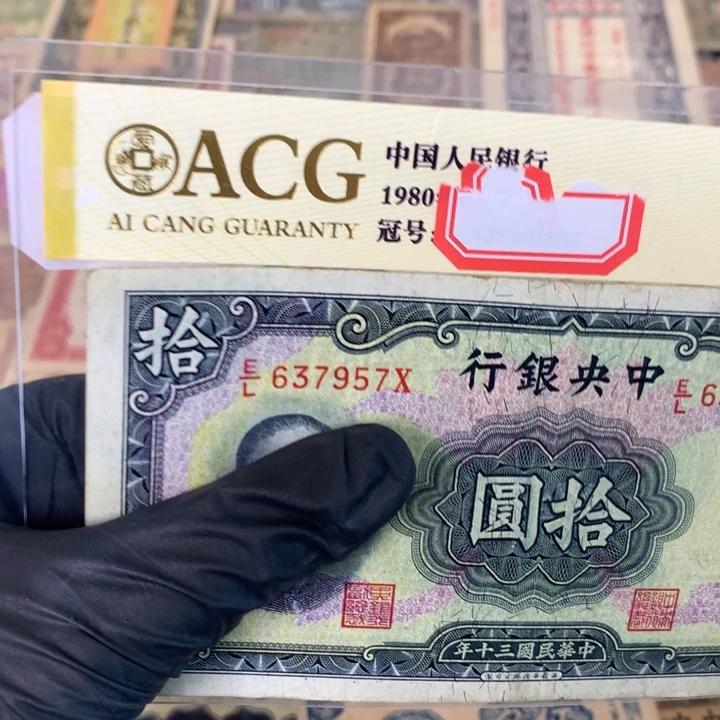 ACG
AI CANG GUARANTY
中国人民银行
1980
冠号:
拾
E/L 637957X
中央銀行
E/L 6
拾圓
中華民國三十年